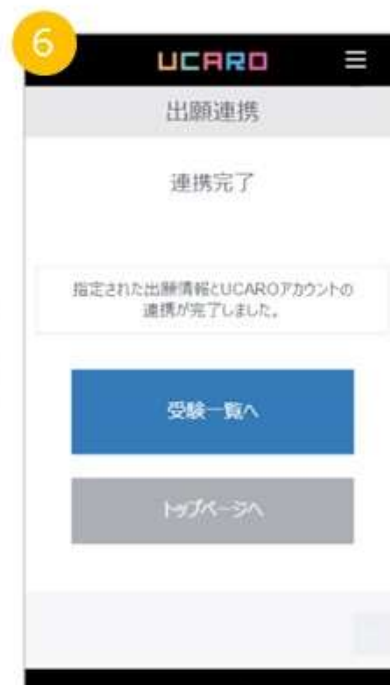 6
UCARO
出願連携
連携完了
指定された出願情報とUCAROアカウントの
連携が完了しました。
受験一覧へ
トップページへ